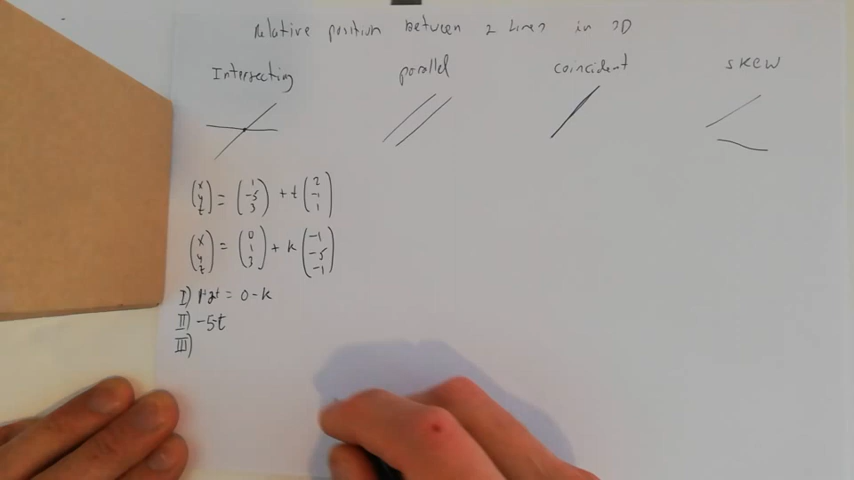 Relative position between 2 lines in 3D
Intersecting parallel coincident skew
(x y z) = (1 -5 3) + t (2 -1 1)
(x y z) = (0 1 3) + k (-1 -5 -1)
I) 1+2t = 0-k
II) -5-t
III)